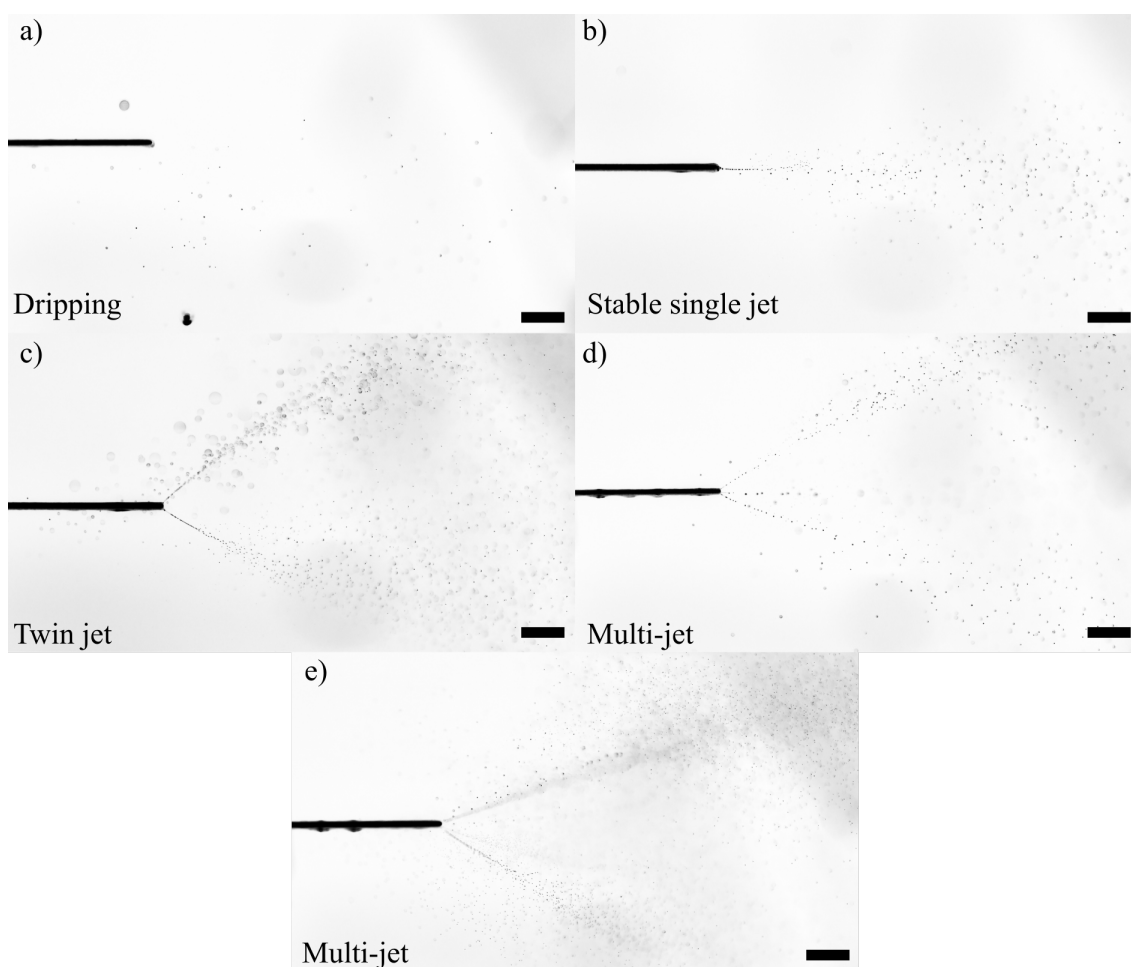 a)
Dripping
b)
Stable single jet
c)
Twin jet
d)
Multi-jet
e)
Multi-jet